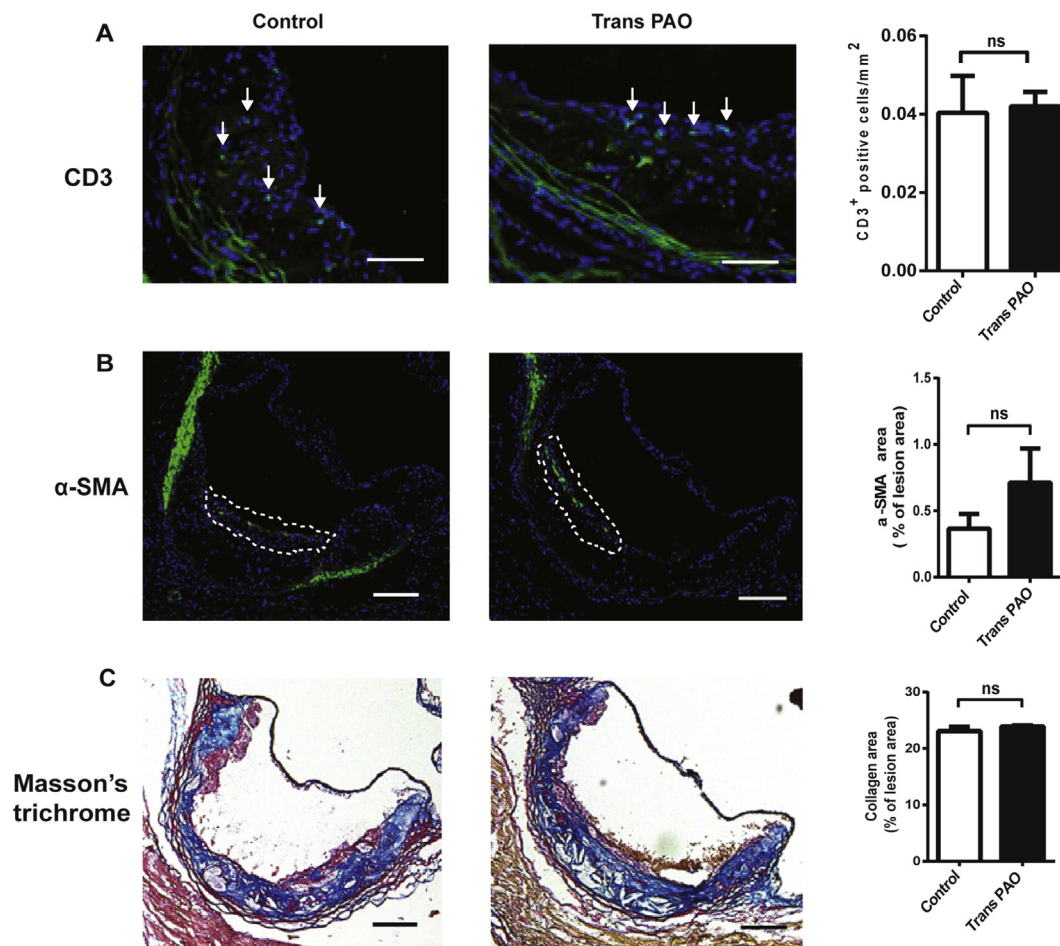 Control
Trans PAO
A
CD3
CD3+ positive cells/mm2
0.06
0.04
0.02
0.00
ns
Control
Trans PAO
B
α-SMA
a -SMA area
( % of lesion area)
1.5
1.0
0.5
0.0
ns
Control
Trans PAO
C
Masson's
trichrome
Collagen area
(% of lesion area)
30
20
10
0
ns
Control
Trans PAO